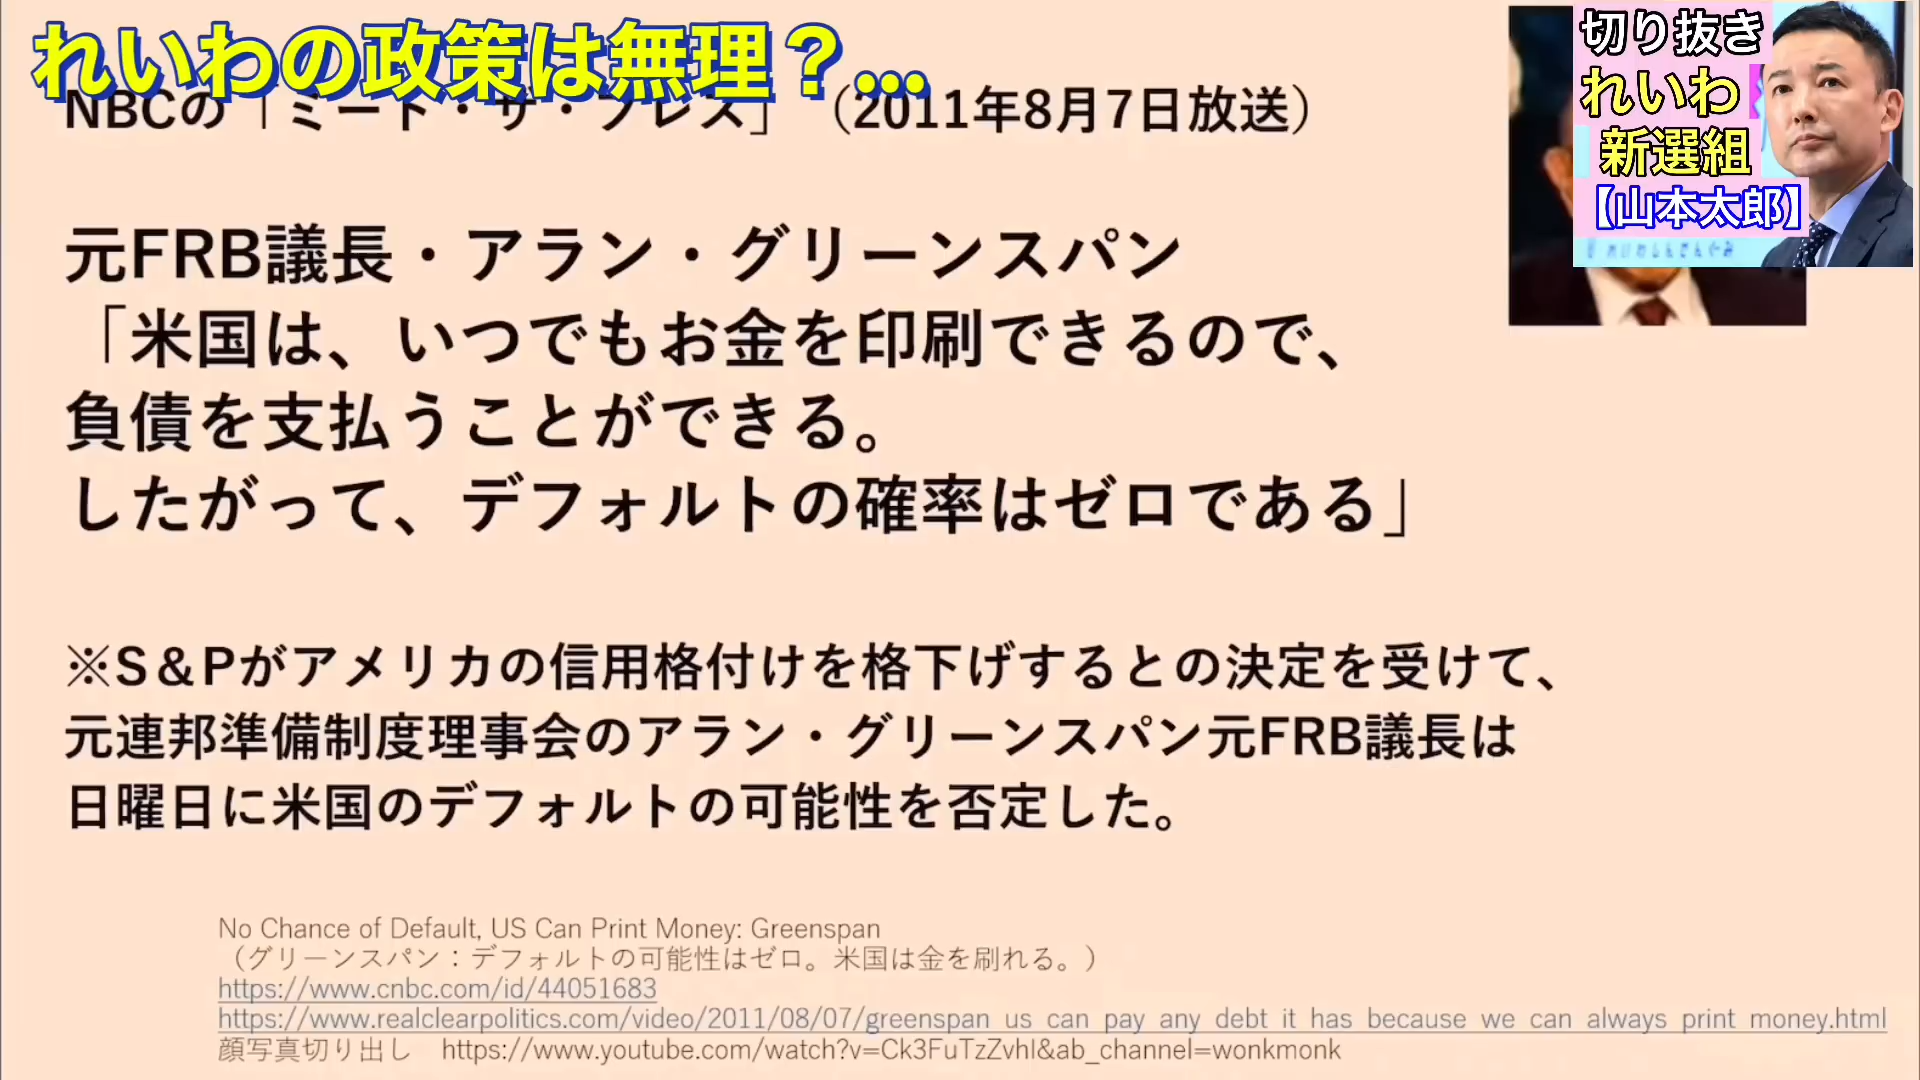 れいわの政策は無理？...
NBCの「ミート・ザ・プレス」（2011年8月7日放送）
元FRB議長・アラン・グリーンスパン
「米国は、いつでもお金を印刷できるので、
負債を支払うことができる。
したがって、デフォルトの確率はゼロである」
※S＆Pがアメリカの信用格付けを格下げするとの決定を受けて、
元連邦準備制度理事会のアラン・グリーンスパン元FRB議長は
日曜日に米国のデフォルトの可能性を否定した。
No Chance of Default, US Can Print Money: Greenspan
（グリーンスパン：デフォルトの可能性はゼロ。米国は金を刷れる。）
https://www.cnbc.com/id/44051683
https://www.realclearpolitics.com/video/2011/08/07/greenspan_us_can_pay_any_debt_it_has_because_we_can_always_print_money.html
顔写真切り出し　https://www.youtube.com/watch?v=Ck3FuTzZvhI&ab_channel=wonkmonk
切り抜き
れいわ
新選組
【山本太郎】